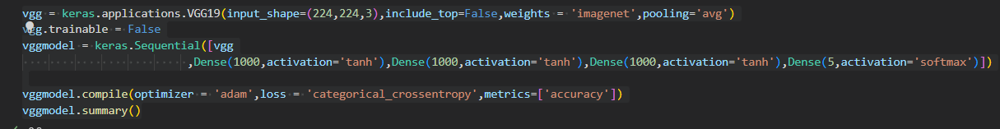 vgg = keras.applications.VGG19(input_shape=(224,224,3),include_top=False,weights = 'imagenet',pooling='avg')
vgg.trainable = False
vggmodel = keras.Sequential([vgg
,Dense(1000,activation='tanh'),Dense(1000,activation='tanh'),Dense(1000,activation='tanh'),Dense(5,activation='softmax')])
vggmodel.compile(optimizer = 'adam',loss = 'categorical_crossentropy',metrics=['accuracy'])
vggmodel.summary()